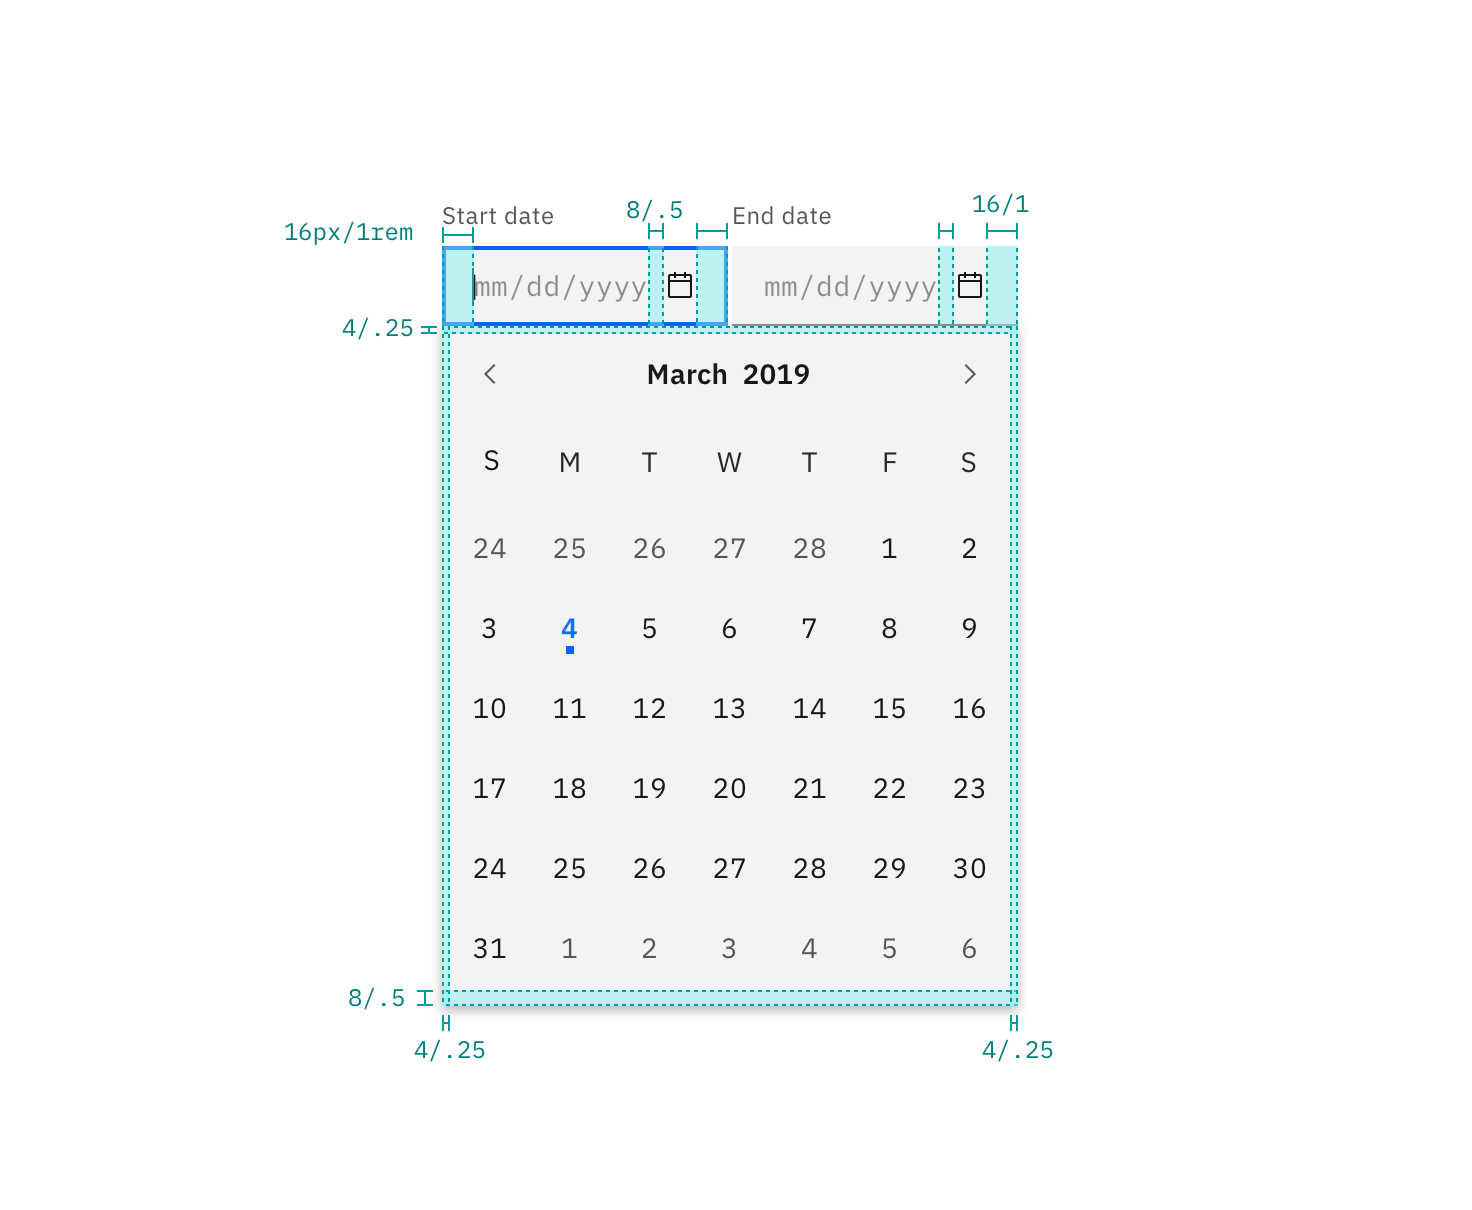 16/1
8/.5
Start date
End date
16px/1rem
mm/dd/yyyy mm/dd/yyyy
4/.25
March 2019
S M T W T F S
24 25 26 27 28 1 2
3 4 5 6 7 8 9
10 11 12 13 14 15 16
17 18 19 20 21 22 23
24 25 26 27 28 29 30
31 1 2 3 4 5 6
8/.5
4/.25 4/.25